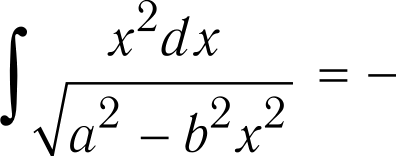 ∫ x²dx / √(a² − b²x²) = −